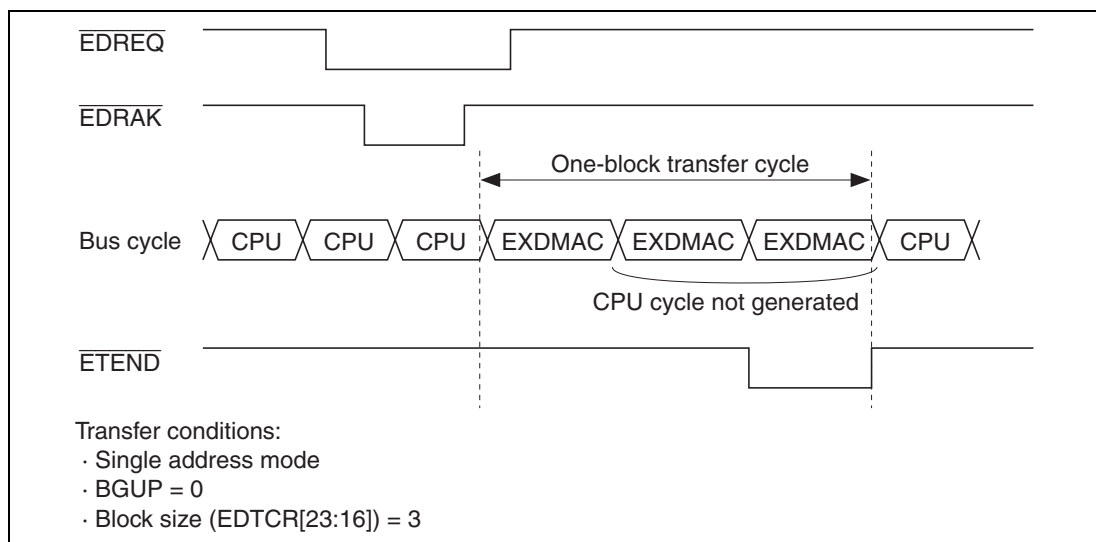 EDREQ
EDRAK
One-block transfer cycle
Bus cycle CPU CPU CPU EXDMAC EXDMAC EXDMAC CPU
CPU cycle not generated
ETEND
Transfer conditions:
· Single address mode
· BGUP = 0
· Block size (EDTCR[23:16]) = 3